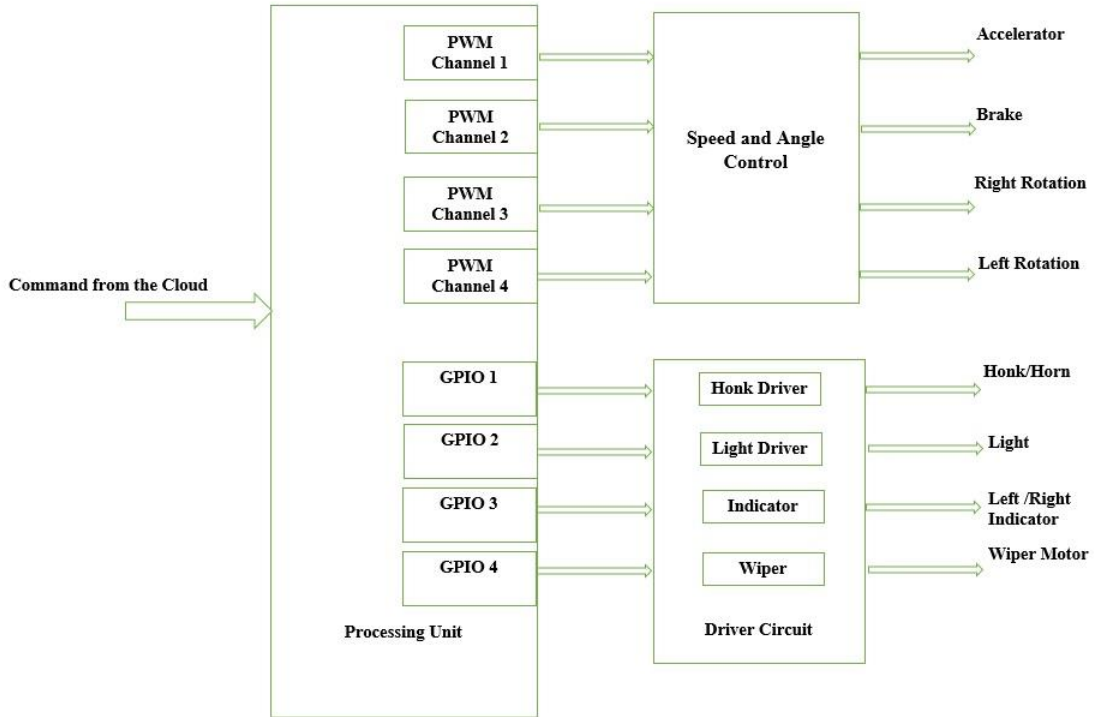 PWM
Channel 1
PWM
Channel 2
PWM
Channel 3
PWM
Channel 4
Command from the Cloud
GPIO 1
GPIO 2
GPIO 3
GPIO 4
Processing Unit
Speed and Angle
Control
Accelerator
Brake
Right Rotation
Left Rotation
Honk Driver
Light Driver
Indicator
Wiper
Driver Circuit
Honk/Horn
Light
Left /Right
Indicator
Wiper Motor